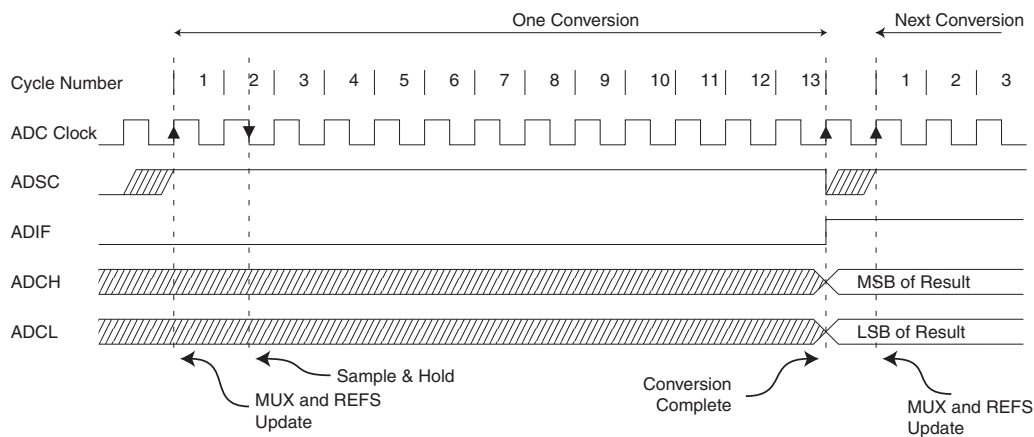 One Conversion Next Conversion
Cycle Number 1 2 3 4 5 6 7 8 9 10 11 12 13 1 2 3
ADC Clock
ADSC
ADIF
ADCH MSB of Result
ADCL LSB of Result
Sample & Hold
MUX and REFS
Update
Conversion
Complete
MUX and REFS
Update